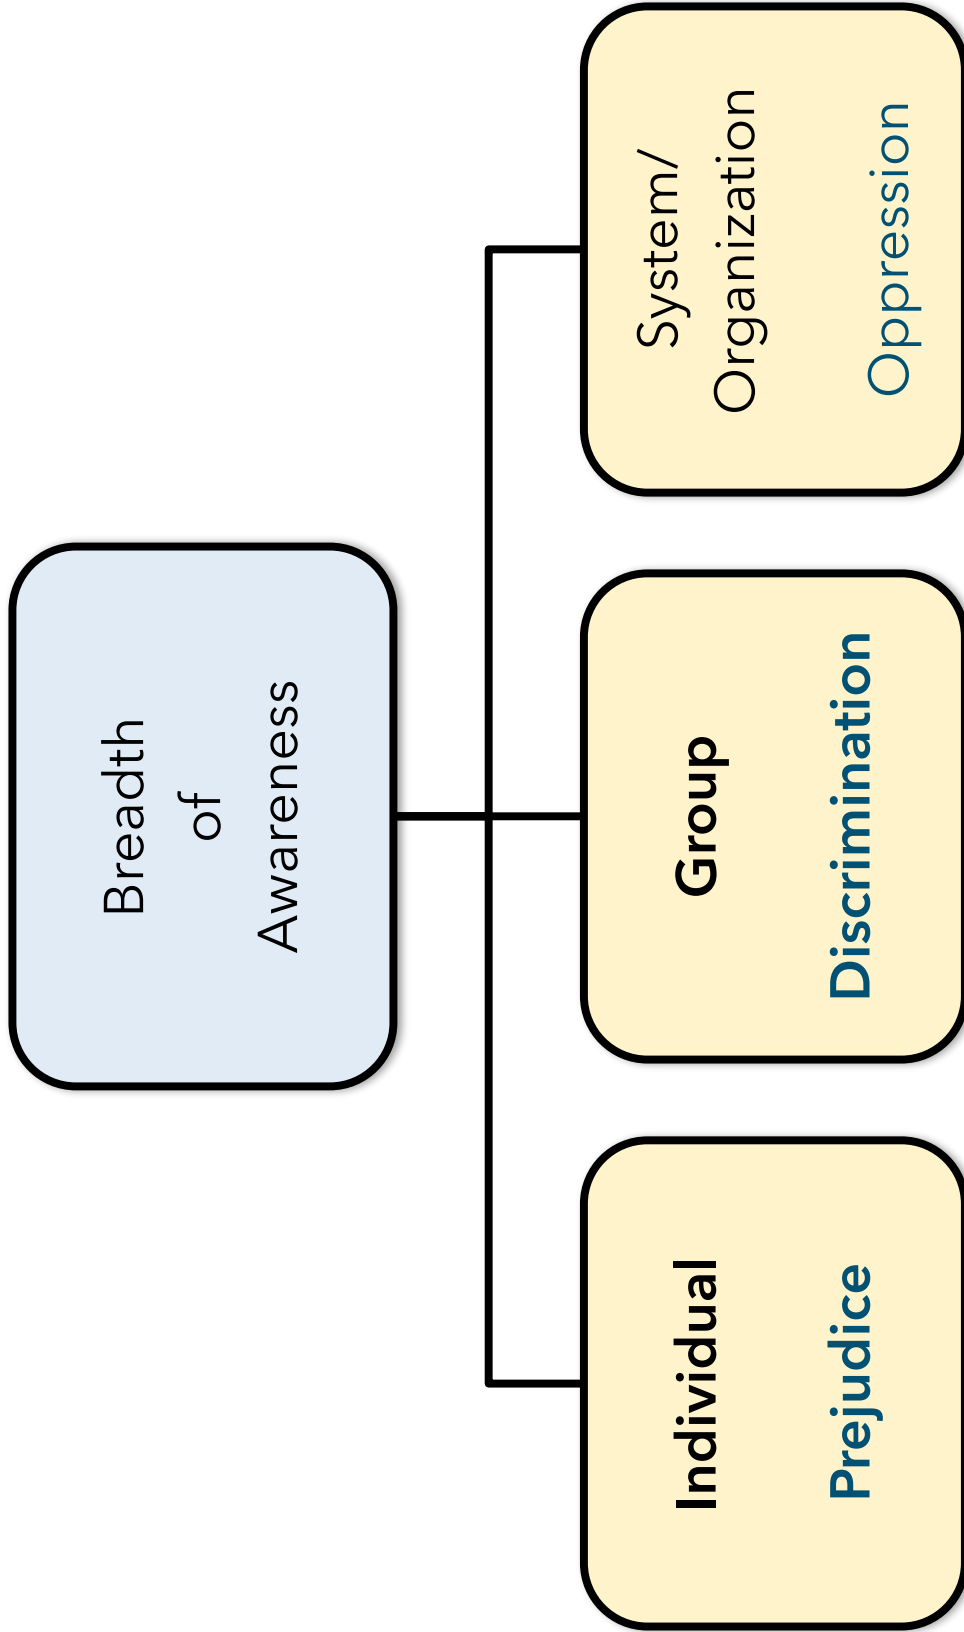 Breadth
of
Awareness
Individual
Prejudice
Group
Discrimination
System/
Organization
Oppression